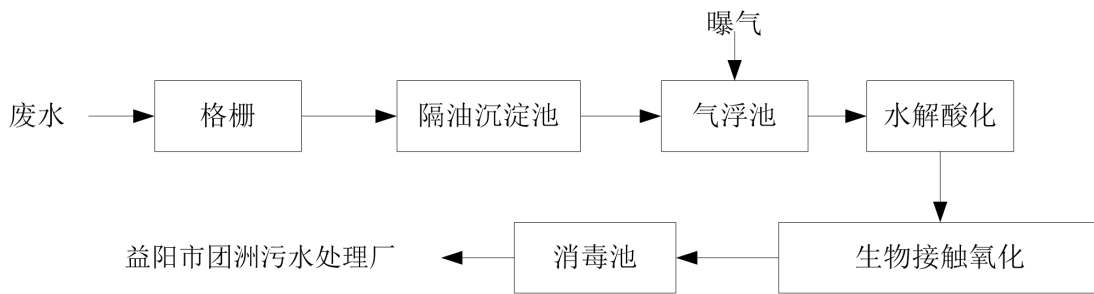 曝气
废水
格栅
隔油沉淀池
气浮池
水解酸化
益阳市团洲污水处理厂
消毒池
生物接触氧化